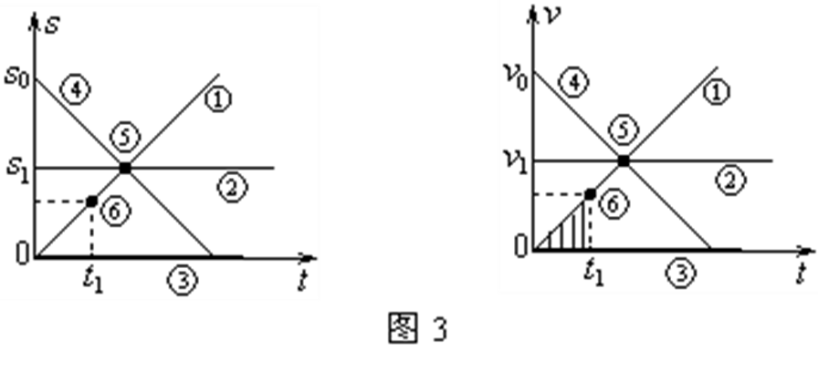 s
v
s₀
④
①
v₀
④
①
⑤
⑤
s₁
②
v₁
②
⑥
⑥
0
t₁
③
t
0
t₁
③
t
图 3